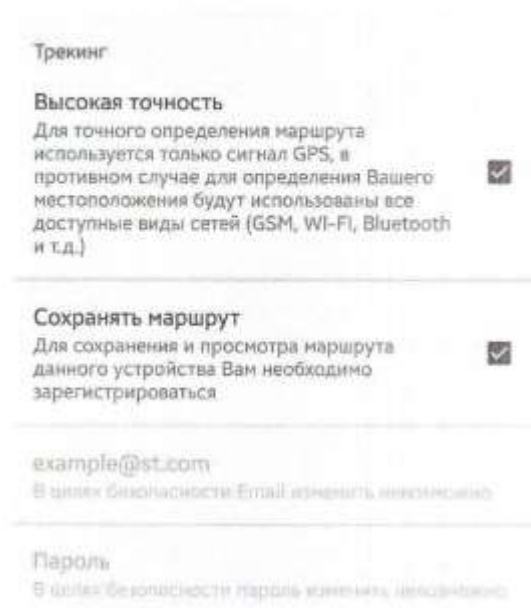 Трекинг
Высокая точность
Для точного определения маршрута
используется только сигнал GPS, в
противном случае для определения Вашего
местоположения будут использованы все
доступные виды сетей (GSM, WI-FI, Bluetooth
и т.д.)
Сохранять маршрут
Для сохранения и просмотра маршрута
данного устройства Вам необходимо
зарегистрироваться
example@st.com
В целях безопасности Email изменить невозможно
Пароль
В целях безопасности пароль изменить невозможно